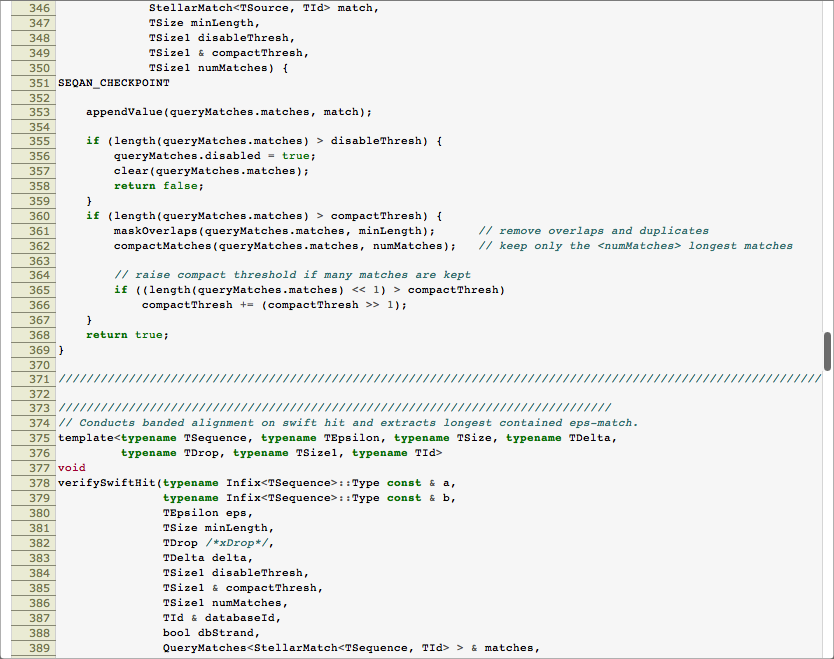 346 StellarMatch<TSource, TId> match,
347 TSize minLength,
348 TSize1 disableThresh,
349 TSize1 & compactThresh,
350 TSize1 numMatches) {
351 SEQAN_CHECKPOINT
352
353 appendValue(queryMatches.matches, match);
354
355 if (length(queryMatches.matches) > disableThresh) {
356 queryMatches.disabled = true;
357 clear(queryMatches.matches);
358 return false;
359 }
360 if (length(queryMatches.matches) > compactThresh) {
361 maskOverlaps(queryMatches.matches, minLength); // remove overlaps and duplicates
362 compactMatches(queryMatches.matches, numMatches); // keep only the <numMatches> longest matches
363
364 // raise compact threshold if many matches are kept
365 if ((length(queryMatches.matches) << 1) > compactThresh)
366 compactThresh += (compactThresh >> 1);
367 }
368 return true;
369 }
370
371 /////////////////////////////////////////////////////////////////////////////////////////////////////////////
372
373 ///////////////////////////////////////////////////////////////////////////////
374 // Conducts banded alignment on swift hit and extracts longest contained eps-match.
375 template<typename TSequence, typename TEpsilon, typename TSize, typename TDelta,
376 typename TDrop, typename TSize1, typename TId>
377 void
378 verifySwiftHit(typename Infix<TSequence>::Type const & a,
379 typename Infix<TSequence>::Type const & b,
380 TEpsilon eps,
381 TSize minLength,
382 TDrop /*xDrop*/,
383 TDelta delta,
384 TSize1 disableThresh,
385 TSize1 & compactThresh,
386 TSize1 numMatches,
387 TId & databaseId,
388 bool dbStrand,
389 QueryMatches<StellarMatch<TSequence, TId> > & matches,